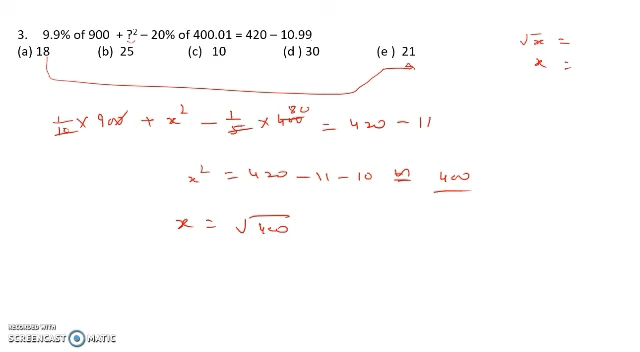 3. 9.9% of 900 + ?² – 20% of 400.01 = 420 – 10.99
(a) 18 (b) 25 (c) 10 (d) 30 (e) 21
√x =
x =
1/10 × 900 + x² – 1/5 × 400 80 = 420 – 11
x² = 420 – 11 – 10 ≌ 400
x = √400
RECORDED WITH
SCREENCAST MATIC